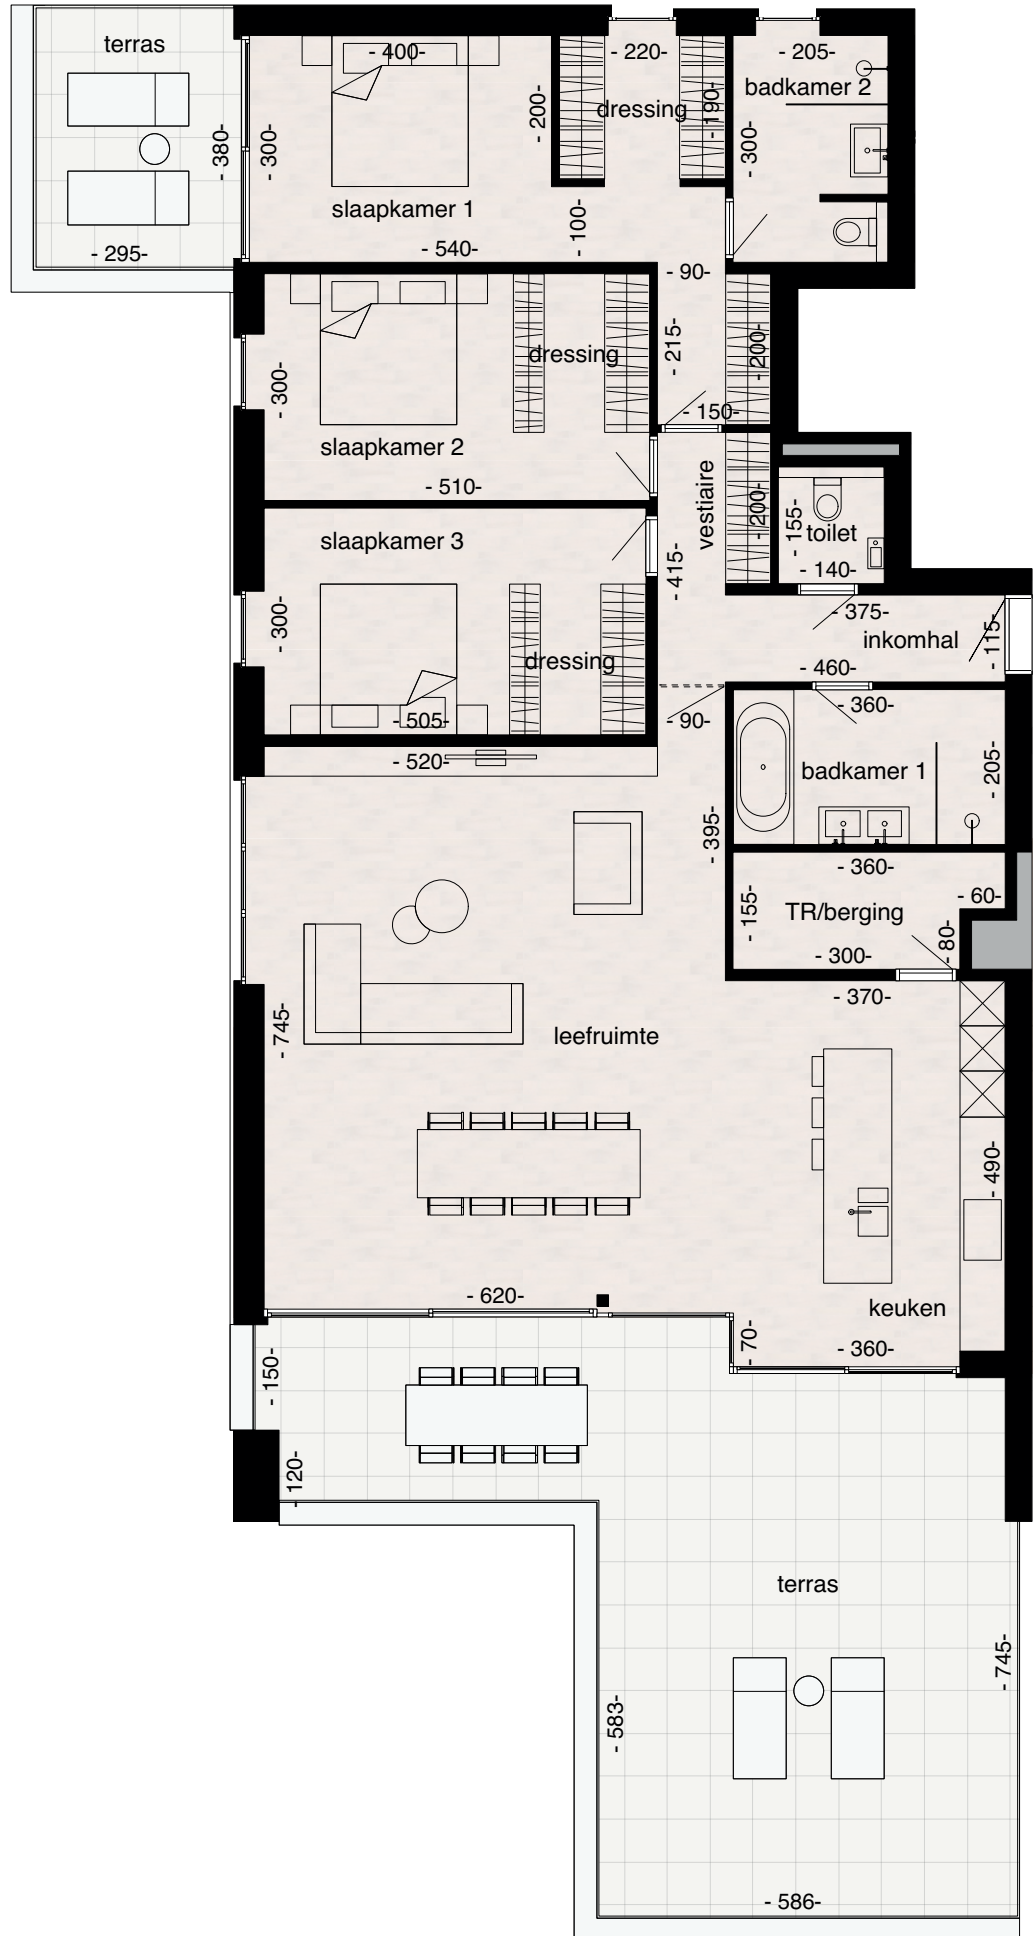 terras
- 400-
- 220-
- 205-
badkamer 2
dressing
- 200-
- 190-
- 380-
- 300-
- 300-
slaapkamer 1
- 100-
- 540-
- 295-
- 90-
- 215-
- 200-
dressing
- 300-
- 150-
slaapkamer 2
- 510-
vestiaire
- 200-
- 155-
toilet
- 140-
slaapkamer 3
- 415-
- 375-
inkomhal
- 115-
- 300-
dressing
- 460-
- 505-
- 90-
- 360-
- 520-
badkamer 1
- 205-
- 395-
- 360-
- 60-
TR/berging
- 155-
- 300-
- 80-
- 370-
- 745-
leefruimte
- 490-
- 620-
keuken
- 70-
- 360-
- 150-
- 120-
terras
- 745-
- 583-
- 586-